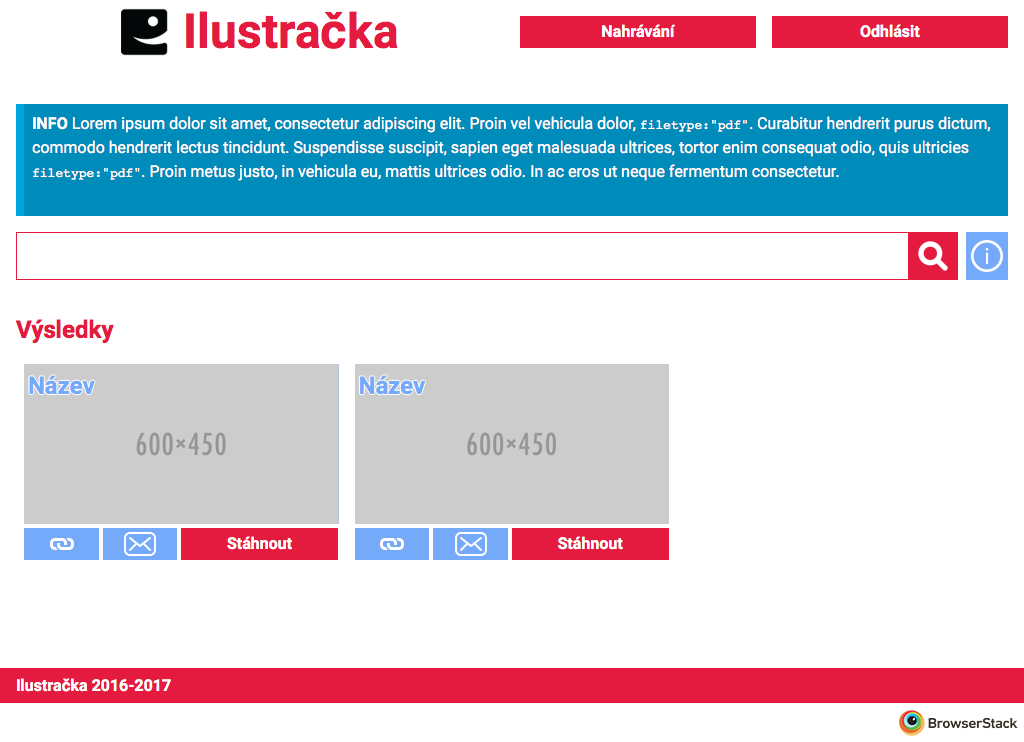 Ilustračka
Nahrávání
Odhlásit
INFO Lorem ipsum dolor sit amet, consectetur adipiscing elit. Proin vel vehicula dolor, filetype:"pdf". Curabitur hendrerit purus dictum,
commodo hendrerit lectus tincidunt. Suspendisse suscipit, sapien eget malesuada ultrices, tortor enim consequat odio, quis ultricies
filetype:"pdf". Proin metus justo, in vehicula eu, mattis ultrices odio. In ac eros ut neque fermentum consectetur.
Výsledky
Název
600×450
Stáhnout
Název
600×450
Stáhnout
Ilustračka 2016-2017
BrowserStack